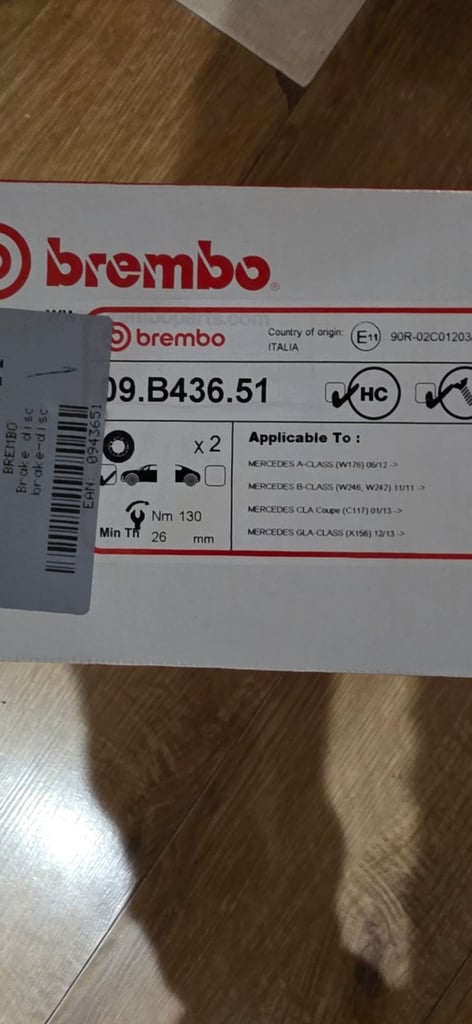 brembo®
bremboparts.com
brembo
Country of origin:
ITALIA
E11
90R-02C01203
09.B436.51
HC
x 2
Nm 130
Min Th
26 mm
Applicable To :
MERCEDES A-CLASS (W176) 06/12 ->
MERCEDES B-CLASS (W246, W242) 11/11 ->
MERCEDES CLA Coupe (C117) 01/13 ->
MERCEDES GLA-CLASS (X156) 12/13 ->
BREMBO
Brake disc
brake-disc
EAN: 0943651